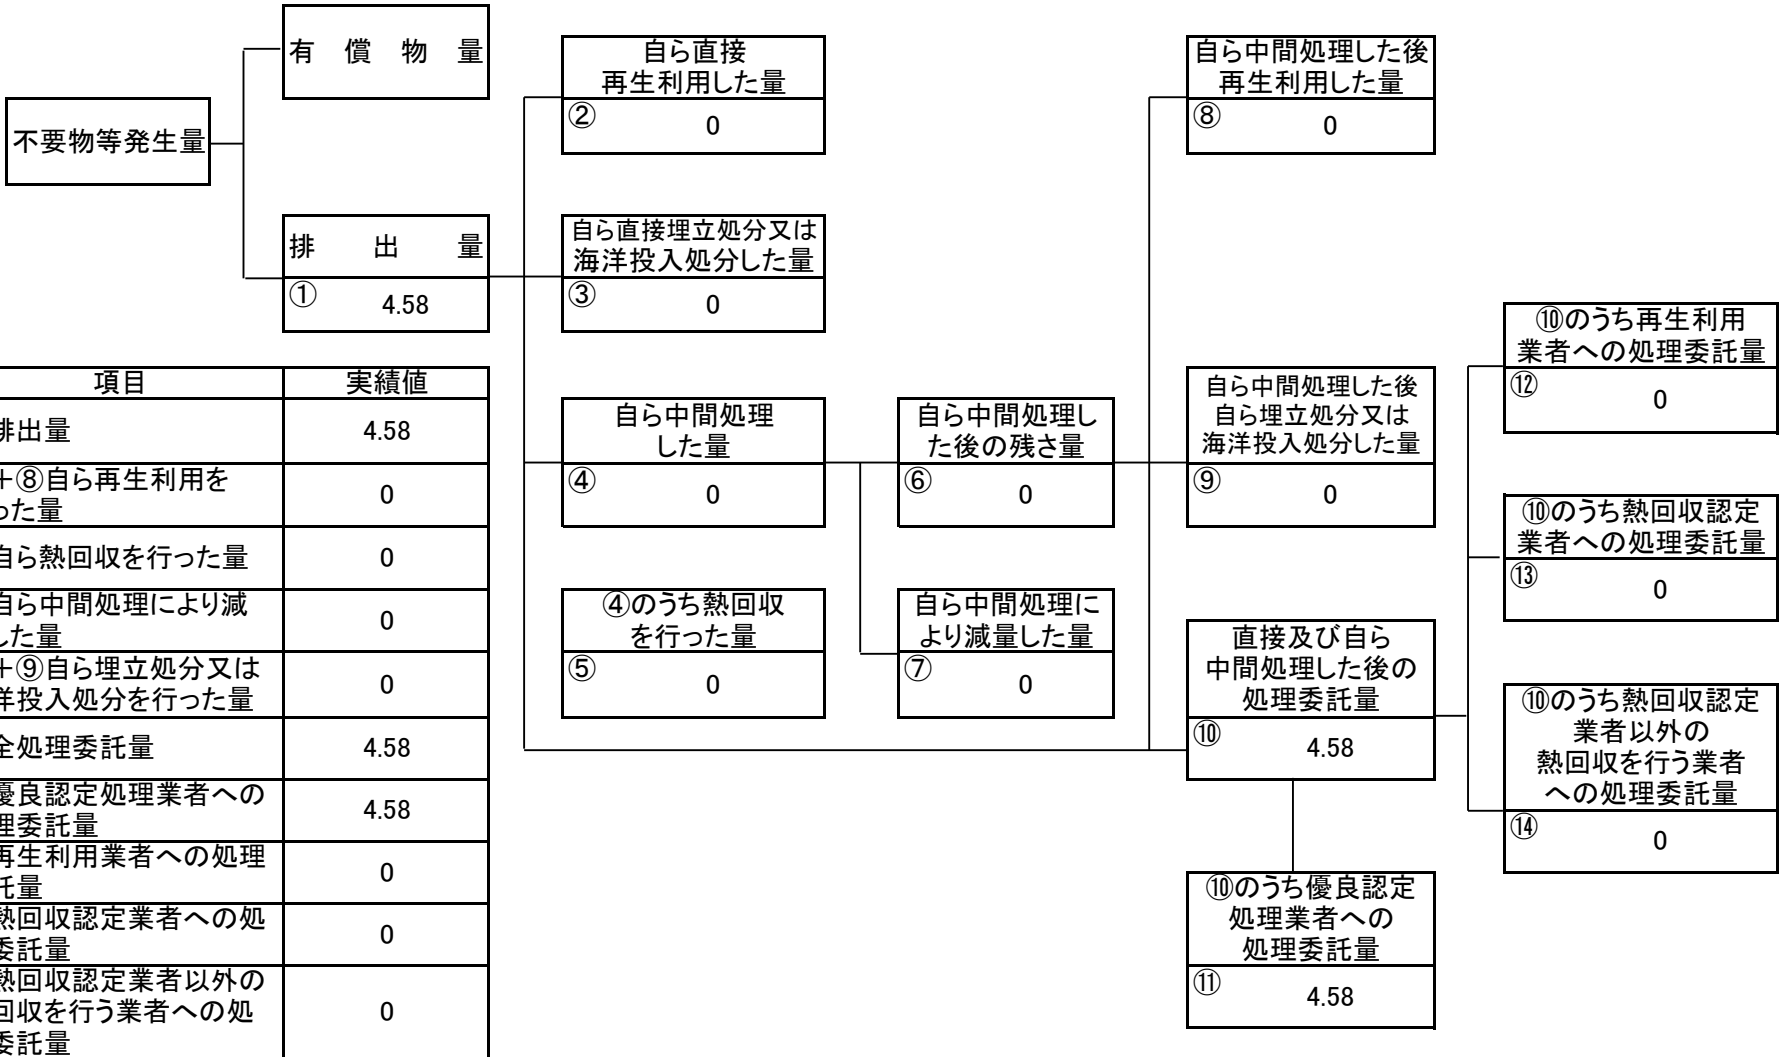 有償物量
不要物等発生量
排出量
①
4.58
自ら直接
再生利用した量
②
0
自ら直接埋立処分又は
海洋投入処分した量
③
0
自ら中間処理
した量
④
0
④のうち熱回収
を行った量
⑤
0
自ら中間処理し
た後の残さ量
⑥
0
自ら中間処理に
より減量した量
⑦
0
自ら中間処理した後
再生利用した量
⑧
0
自ら中間処理した後
自ら埋立処分又は
海洋投入処分した量
⑨
0
直接及び自ら
中間処理した後の
処理委託量
⑩
4.58
⑩のうち優良認定
処理業者への
処理委託量
⑪
4.58
⑩のうち再生利用
業者への処理委託量
⑫
0
⑩のうち熱回収認定
業者への処理委託量
⑬
0
⑩のうち熱回収認定
業者以外の
熱回収を行う業者
への処理委託量
⑭
0
項目 実績値
排出量 4.58
+⑧自ら再生利用を
った量
0
自ら熱回収を行った量 0
自ら中間処理により減
した量
0
+⑨自ら埋立処分又は
洋投入処分を行った量
0
全処理委託量 4.58
優良認定処理業者への
理委託量
4.58
再生利用業者への処理
託量
0
熱回収認定業者への処
委託量
0
熱回収認定業者以外の
回収を行う業者への処
委託量
0